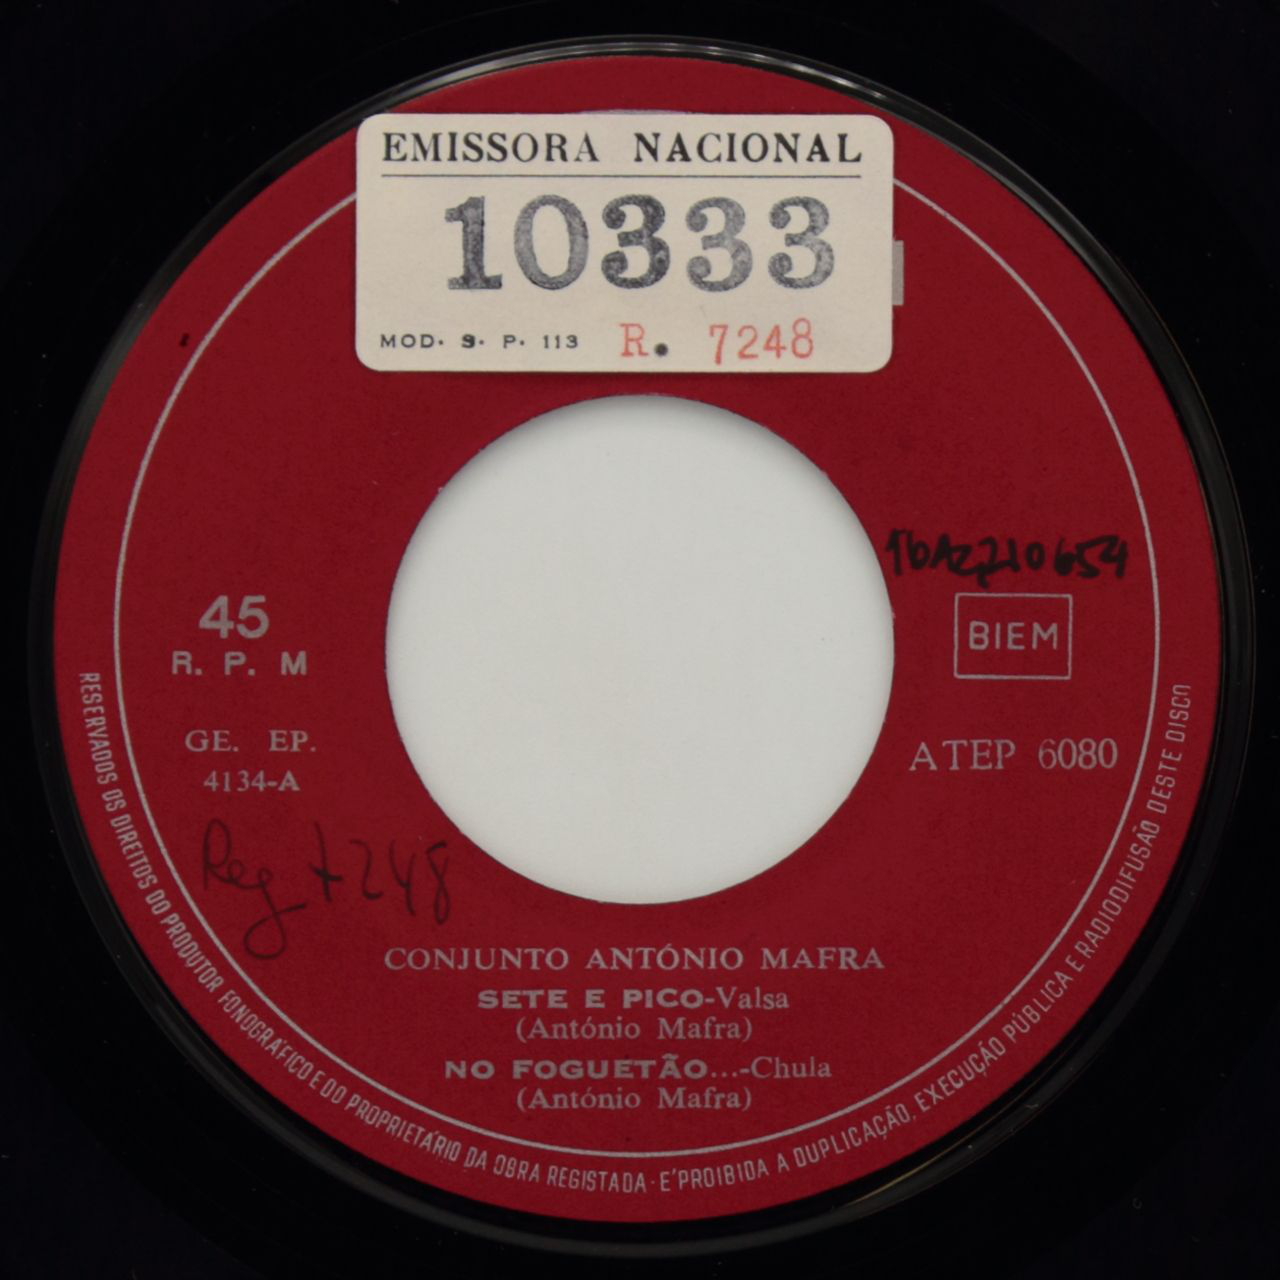 EMISSORA NACIONAL
10333
MOD. S. P. 113 R. 7248
45
R. P. M
BIEM
GE. EP.
4134-A
ATEP 6080
Reg 7248
CONJUNTO ANTÓNIO MAFRA
SETE E PICO-Valsa
(António Mafra)
NO FOGUETÃO...-Chula
(António Mafra)
RESERVADOS OS DIREITOS DO PRODUTOR FONOGRÁFICO E DO PROPRIETÁRIO DA OBRA REGISTADA · E'PROIBIDA A DUPLICAÇÃO, EXECUÇÃO PÚBLICA E RADIODIFUSÃO DESTE DISCO